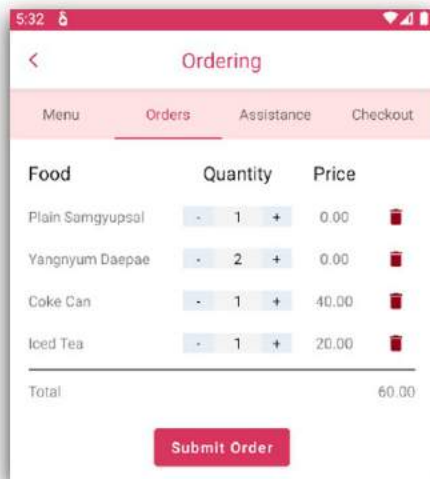 5:32
Ordering
Menu Orders Assistance Checkout
Food Quantity Price
Plain Samgyupsal - 1 + 0.00
Yangnyum Daepae - 2 + 0.00
Coke Can - 1 + 40.00
Iced Tea - 1 + 20.00
Total 60.00
Submit Order